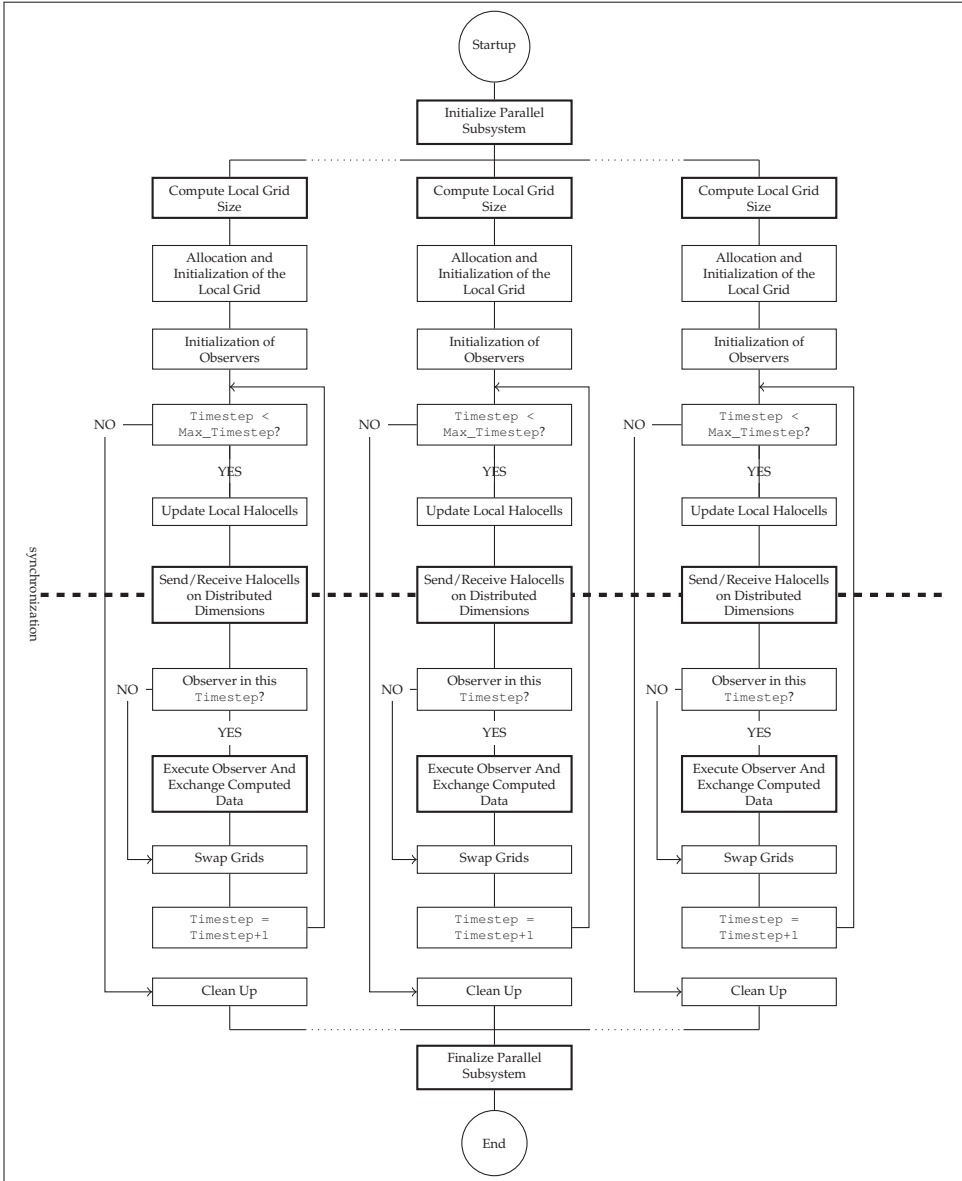 Startup
Initialize Parallel
Subsystem
Compute Local Grid
Size
Compute Local Grid
Size
Compute Local Grid
Size
Allocation and
Initialization of the
Local Grid
Allocation and
Initialization of the
Local Grid
Allocation and
Initialization of the
Local Grid
Initialization of
Observers
Initialization of
Observers
Initialization of
Observers
NO
Timestep <
Max_Timestep?
NO
Timestep <
Max_Timestep?
NO
Timestep <
Max_Timestep?
YES
YES
YES
Update Local Halocells
Update Local Halocells
Update Local Halocells
synchronization
Send/Receive Halocells
on Distributed
Dimensions
Send/Receive Halocells
on Distributed
Dimensions
Send/Receive Halocells
on Distributed
Dimensions
NO
Observer in this
Timestep?
NO
Observer in this
Timestep?
NO
Observer in this
Timestep?
YES
YES
YES
Execute Observer And
Exchange Computed
Data
Execute Observer And
Exchange Computed
Data
Execute Observer And
Exchange Computed
Data
Swap Grids
Swap Grids
Swap Grids
Timestep =
Timestep+1
Timestep =
Timestep+1
Timestep =
Timestep+1
Clean Up
Clean Up
Clean Up
Finalize Parallel
Subsystem
End